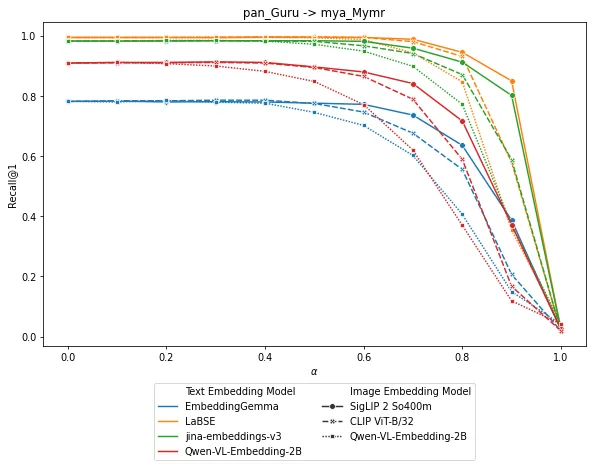 pan_Guru -> mya_Mymr
Recall@1
1.0
0.8
0.6
0.4
0.2
0.0
0.0 0.2 0.4 0.6 0.8 1.0
α
Text Embedding Model
EmbeddingGemma
LaBSE
jina-embeddings-v3
Qwen-VL-Embedding-2B
Image Embedding Model
SigLIP 2 So400m
CLIP ViT-B/32
Qwen-VL-Embedding-2B